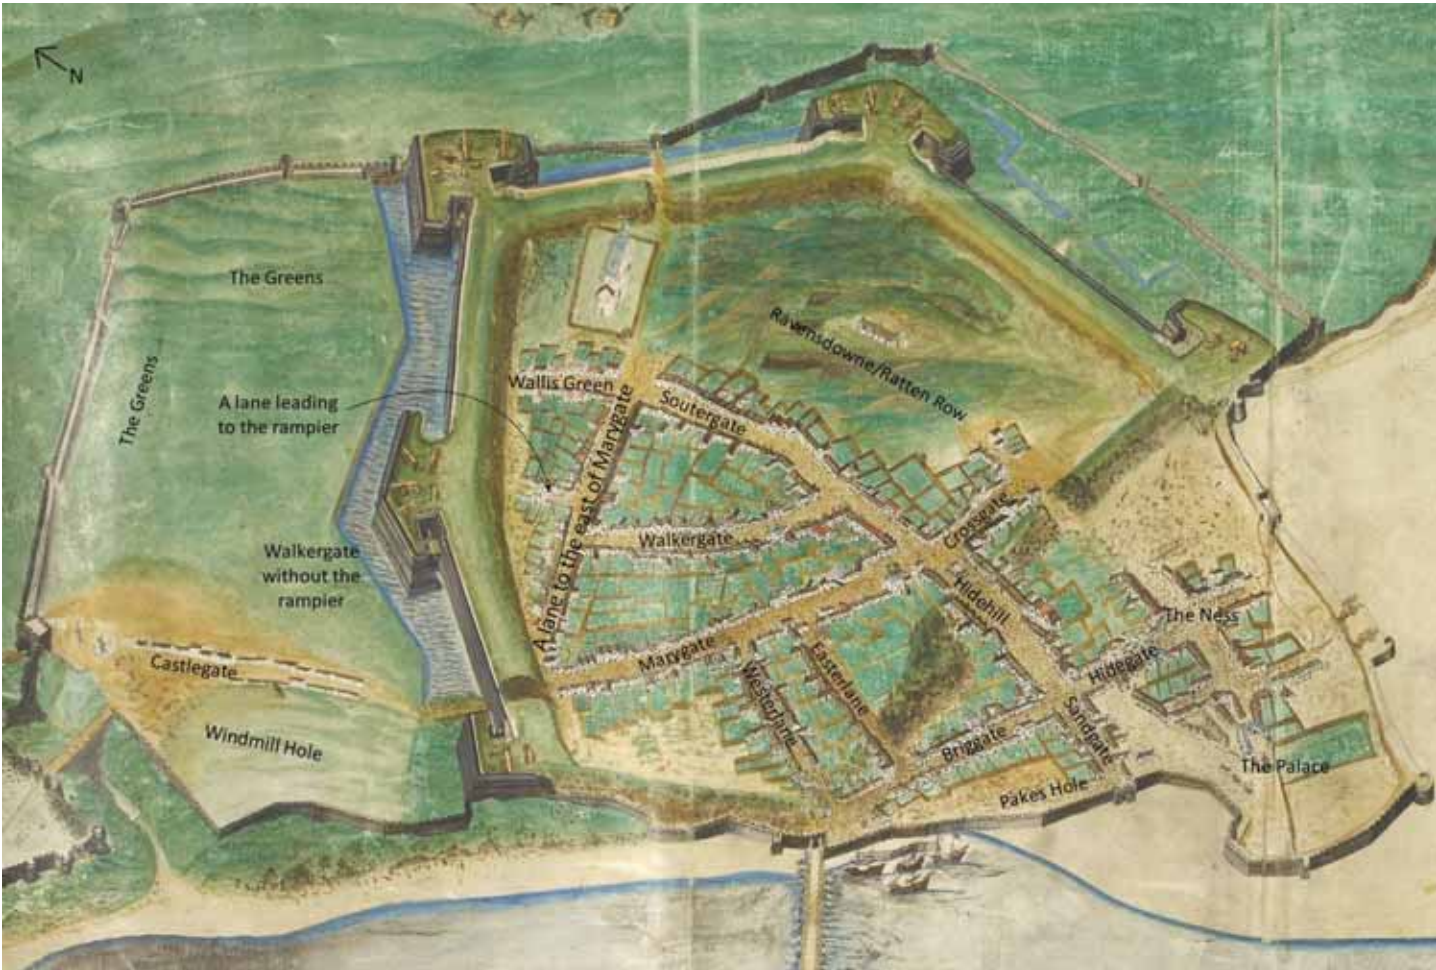 N
The Greens
The Greens
A lane leading
to the rampier
Wallis Green
Ravensdowne/Ratten Row
Soutergate
A lane to the east of Marygate
Walkergate
Crossgate
Walkergate
without the
rampier
Hidehill
The Ness
Castlegate
Marygate
Westerling
Easterlane
Hidegate
Sandgate
Windmill Hole
Briggate
The Palace
Pakes Hole